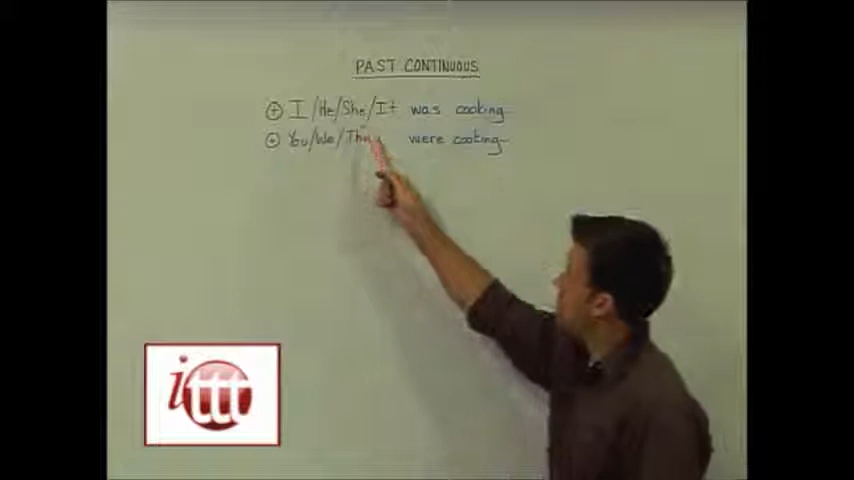 PAST CONTINUOUS
+ I/He/She/It was cooking
+ You/We/They were cooking
ittt